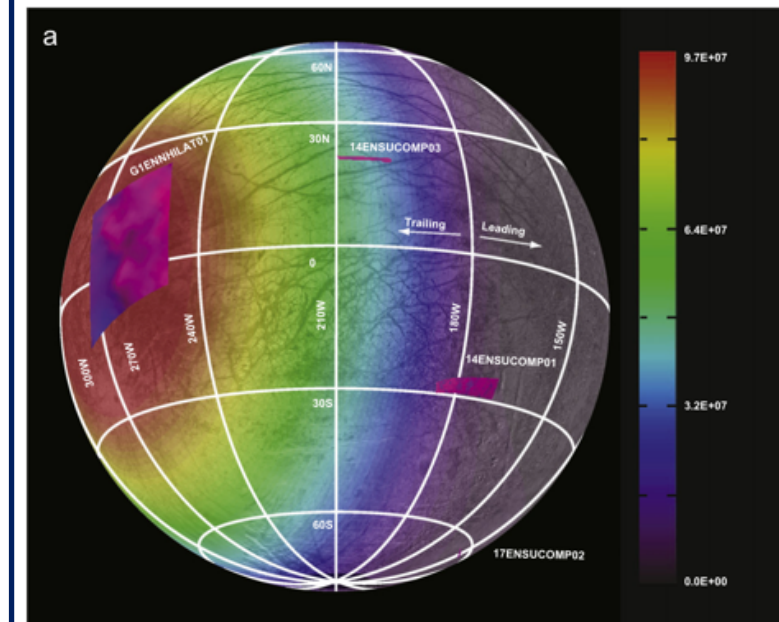 a
60N
30N
14ENSUCOMP03
G1ENNHILAT01
Trailing
Leading
0
210W
180W
150W
240W
270W
300W
14ENSUCOMP01
30S
60S
17ENSUCOMP02
9.7E+07
6.4E+07
3.2E+07
0.0E+00